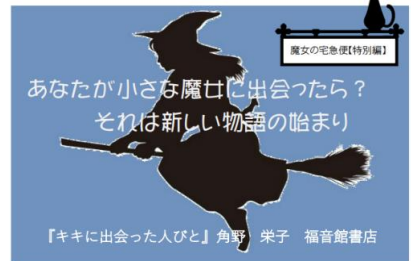 魔女の宅急便【特別編】
あなたが小さな魔女に出会ったら？
それは新しい物語の始まり
『キキに出会った人びと』角野　栄子　福音館書店